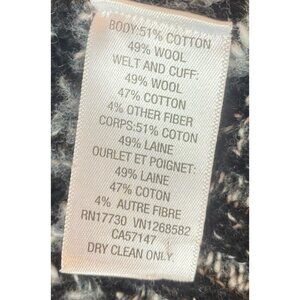 BODY:51% COTTON
49% WOOL
WELT AND CUFF:
49% WOOL
47% COTTON
4% OTHER FIBER
CORPS:51% COTON
49% LAINE
OURLET ET POIGNET:
49% LAINE
47% COTON
4% AUTRE FIBRE
RN17730 VN1268582
CA57147
DRY CLEAN ONLY